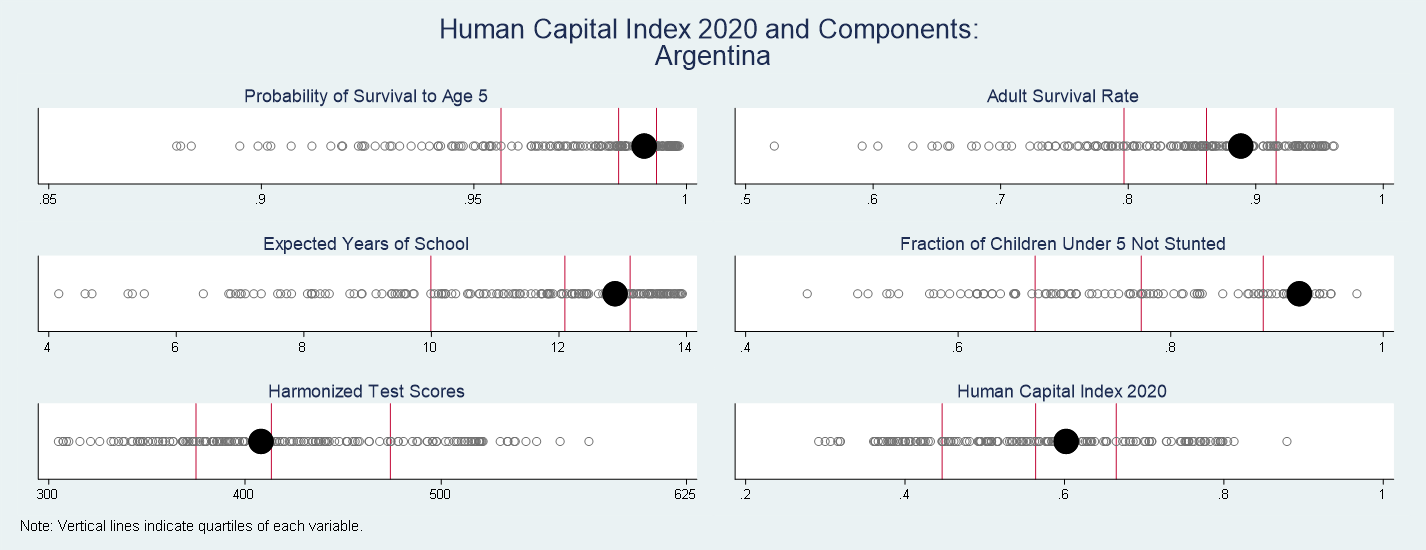 Human Capital Index 2020 and Components:
Argentina
Probability of Survival to Age 5
.85 .9 .95 1
Adult Survival Rate
.5 .6 .7 .8 .9 1
Expected Years of School
4 6 8 10 12 14
Fraction of Children Under 5 Not Stunted
.4 .6 .8 1
Harmonized Test Scores
300 400 500 625
Human Capital Index 2020
.2 .4 .6 .8 1
Note: Vertical lines indicate quartiles of each variable.